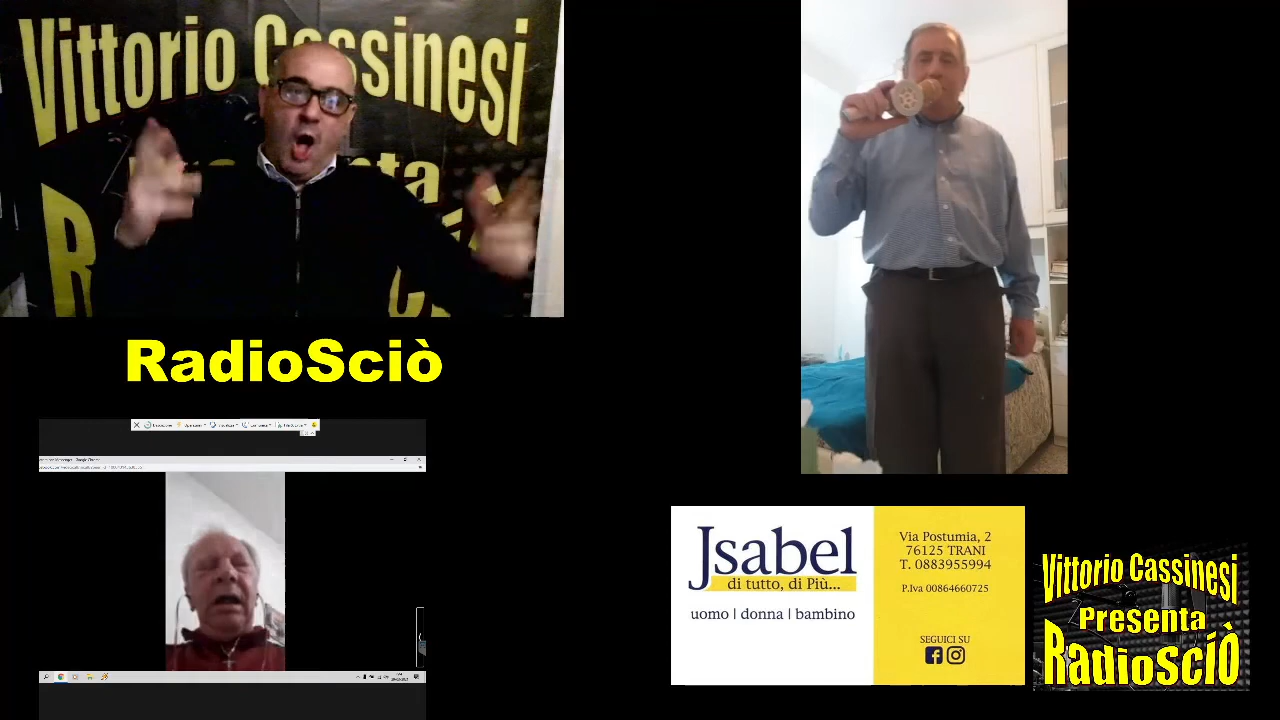 Vittorio Cassinesi
RadioSciò
Jsabel
di tutto, di Più...
uomo | donna | bambino
Via Postumia, 2
76125 TRANI
T. 0883955994
P.Iva 00864660725
SEGUICI SU
Vittorio Cassinesi
Presenta
RadioSciò